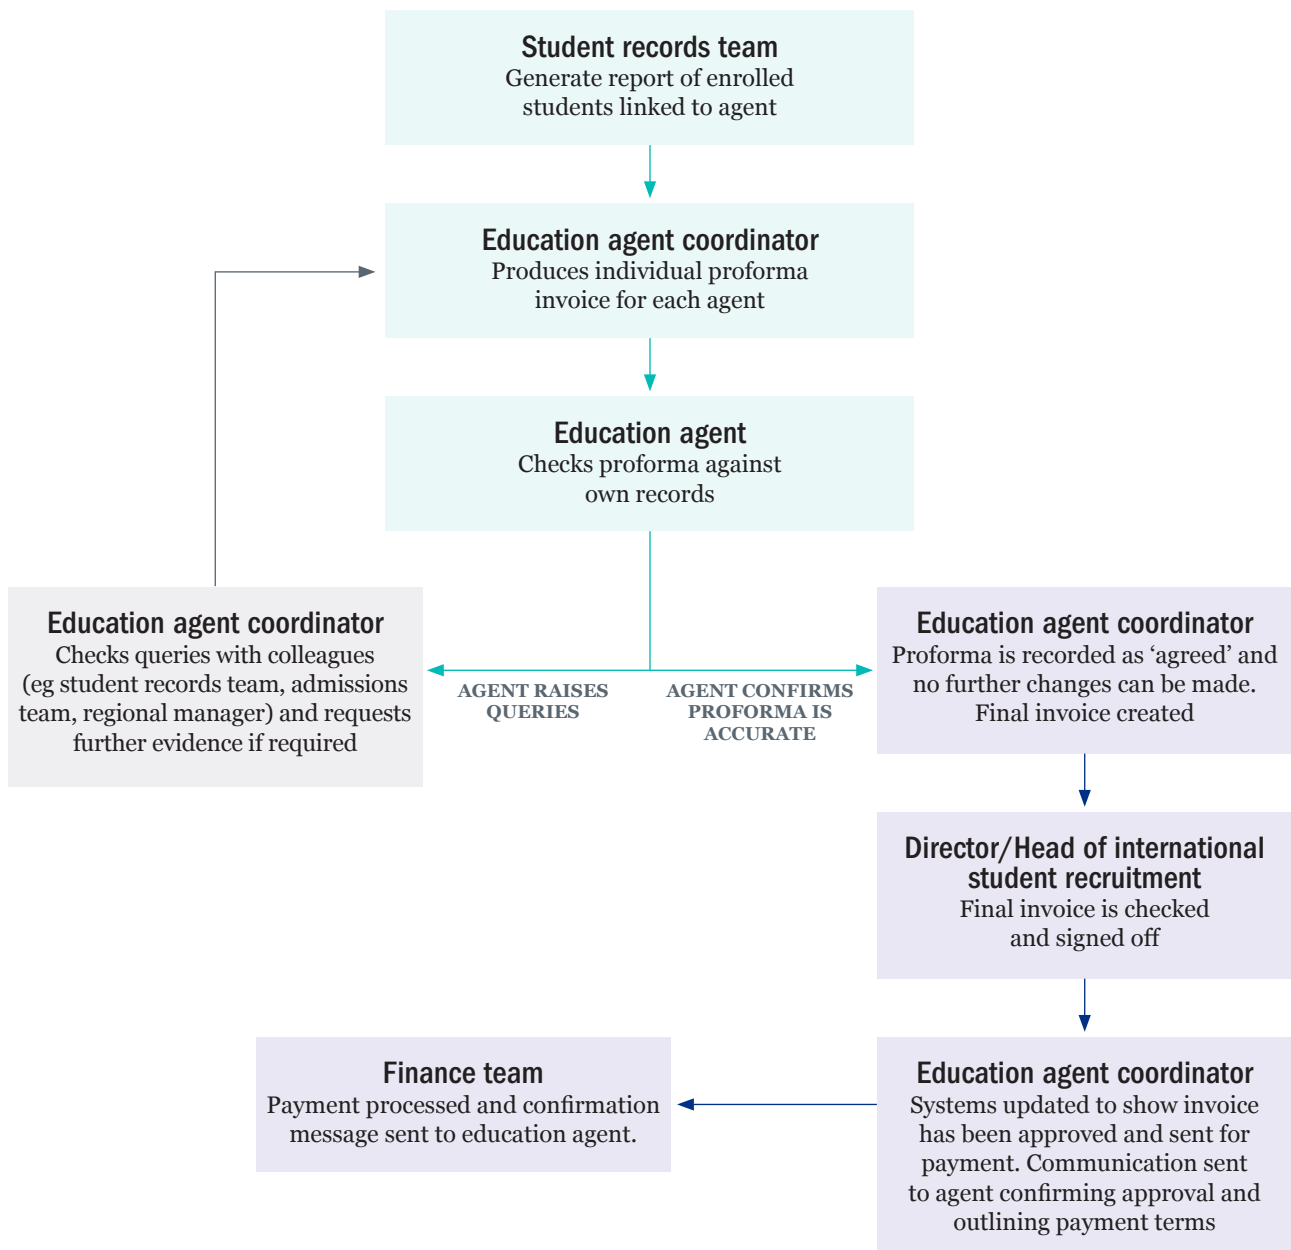 Student records team
Generate report of enrolled
students linked to agent
Education agent coordinator
Produces individual proforma
invoice for each agent
Education agent
Checks proforma against
own records
Education agent coordinator
Checks queries with colleagues
(eg student records team, admissions
team, regional manager) and requests
further evidence if required
AGENT RAISES
QUERIES
AGENT CONFIRMS
PROFORMA IS
ACCURATE
Education agent coordinator
Proforma is recorded as ‘agreed’ and
no further changes can be made.
Final invoice created
Director/Head of international
student recruitment
Final invoice is checked
and signed off
Education agent coordinator
Systems updated to show invoice
has been approved and sent for
payment. Communication sent
to agent confirming approval and
outlining payment terms
Finance team
Payment processed and confirmation
message sent to education agent.